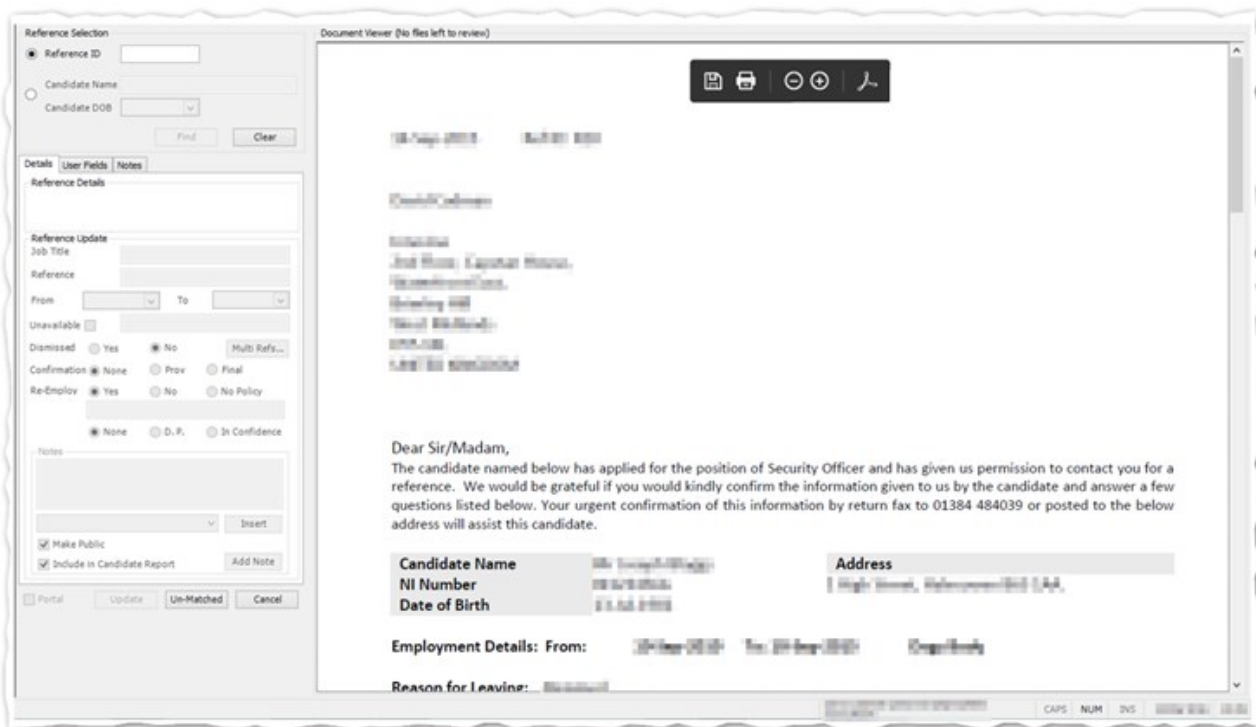 Reference Selection
Reference ID
Candidate Name
Candidate DOB
Find Clear
Details User Fields Notes
Reference Details
Reference Update
Job Title
Reference
From To
Unavailable
Dismissed Yes No Multi Refs...
Confirmation None Prov Final
Re-Employ Yes No No Policy
None D. P. In Confidence
Notes
Insert
Make Public
Include in Candidate Report Add Note
Portal Update Un-Matched Cancel
Document Viewer (No files left to review)
Dear Sir/Madam,
The candidate named below has applied for the position of Security Officer and has given us permission to contact you for a
reference. We would be grateful if you would kindly confirm the information given to us by the candidate and answer a few
questions listed below. Your urgent confirmation of this information by return fax to 01384 484039 or posted to the below
address will assist this candidate.
Candidate Name Address
NI Number
Date of Birth
Employment Details: From:
Reason for Leaving:
CAPS NUM INS